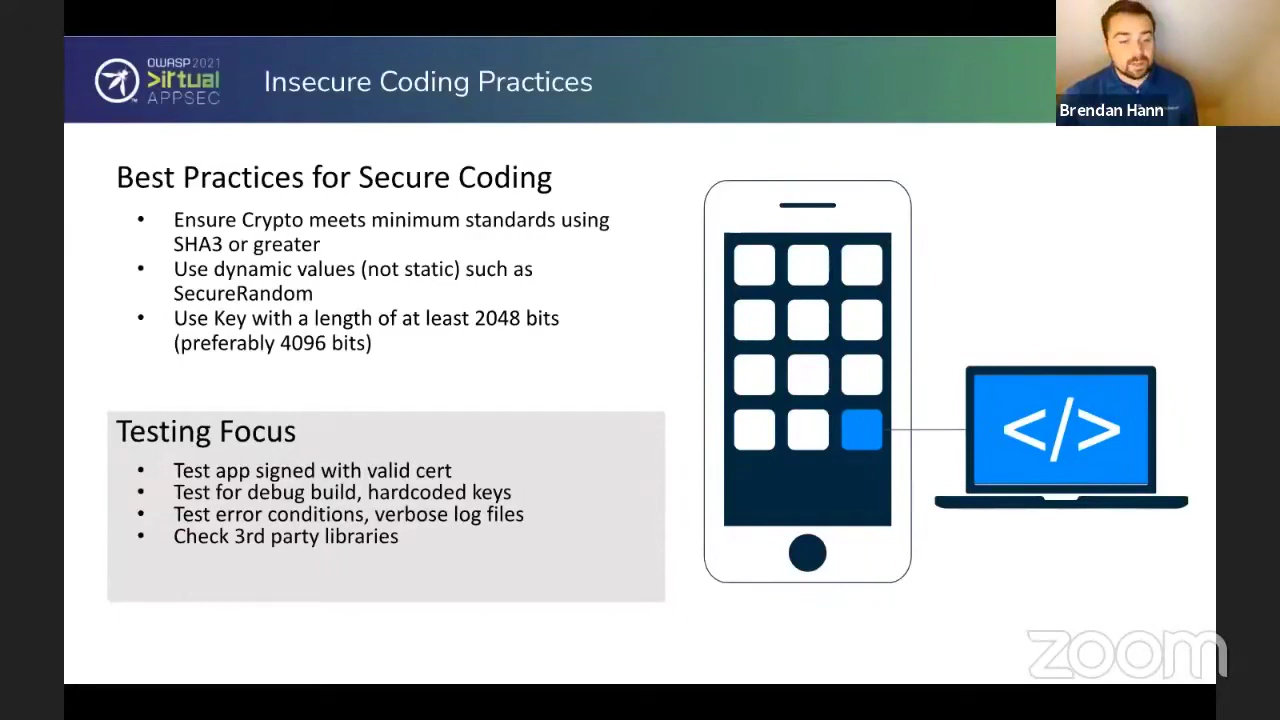 OWASP 2021
>irtual
APPSEC
Insecure Coding Practices
Brendan Hann
Best Practices for Secure Coding
• Ensure Crypto meets minimum standards using
SHA3 or greater
• Use dynamic values (not static) such as
SecureRandom
• Use Key with a length of at least 2048 bits
(preferably 4096 bits)
Testing Focus
• Test app signed with valid cert
• Test for debug build, hardcoded keys
• Test error conditions, verbose log files
• Check 3rd party libraries
</>
zoom